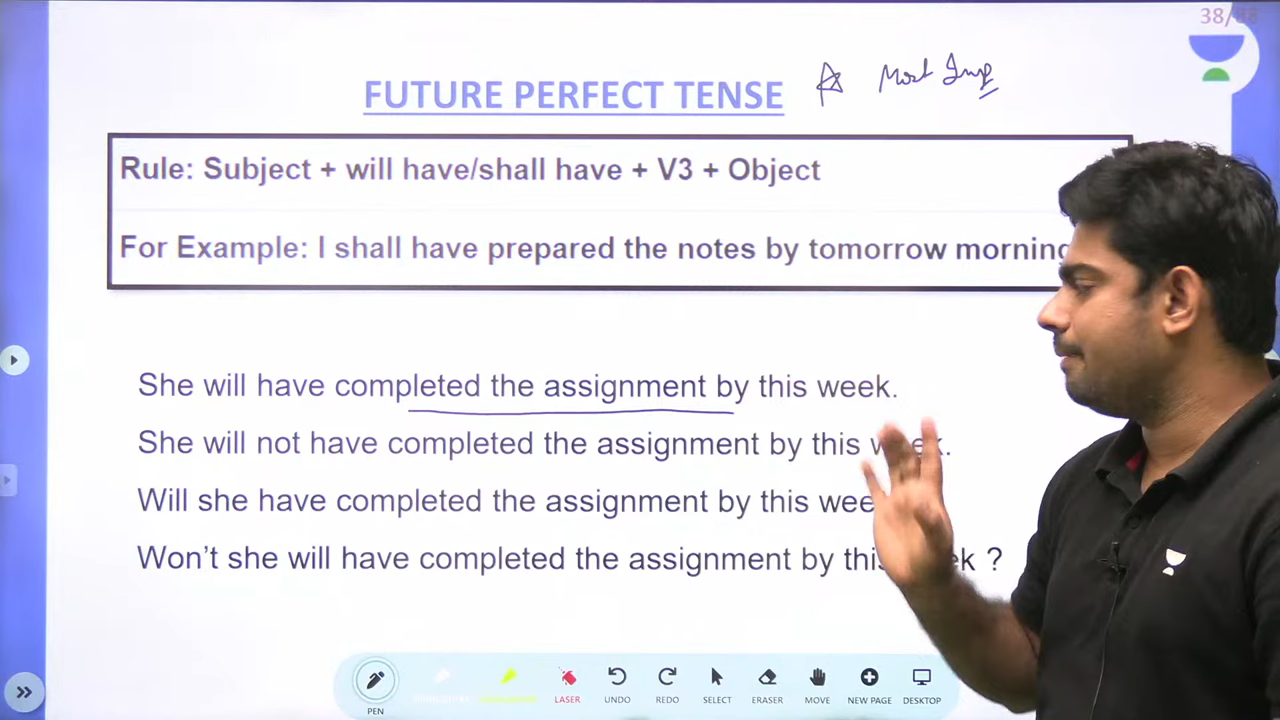 38/88
FUTURE PERFECT TENSE
Most Imp
Rule: Subject + will have/shall have + V3 + Object
For Example: I shall have prepared the notes by tomorrow morning
She will have completed the assignment by this week.
She will not have completed the assignment by this week.
Will she have completed the assignment by this wee
Won't she will have completed the assignment by this week ?
PEN
LASER
UNDO
REDO
SELECT
ERASER
MOVE
NEW PAGE
DESKTOP